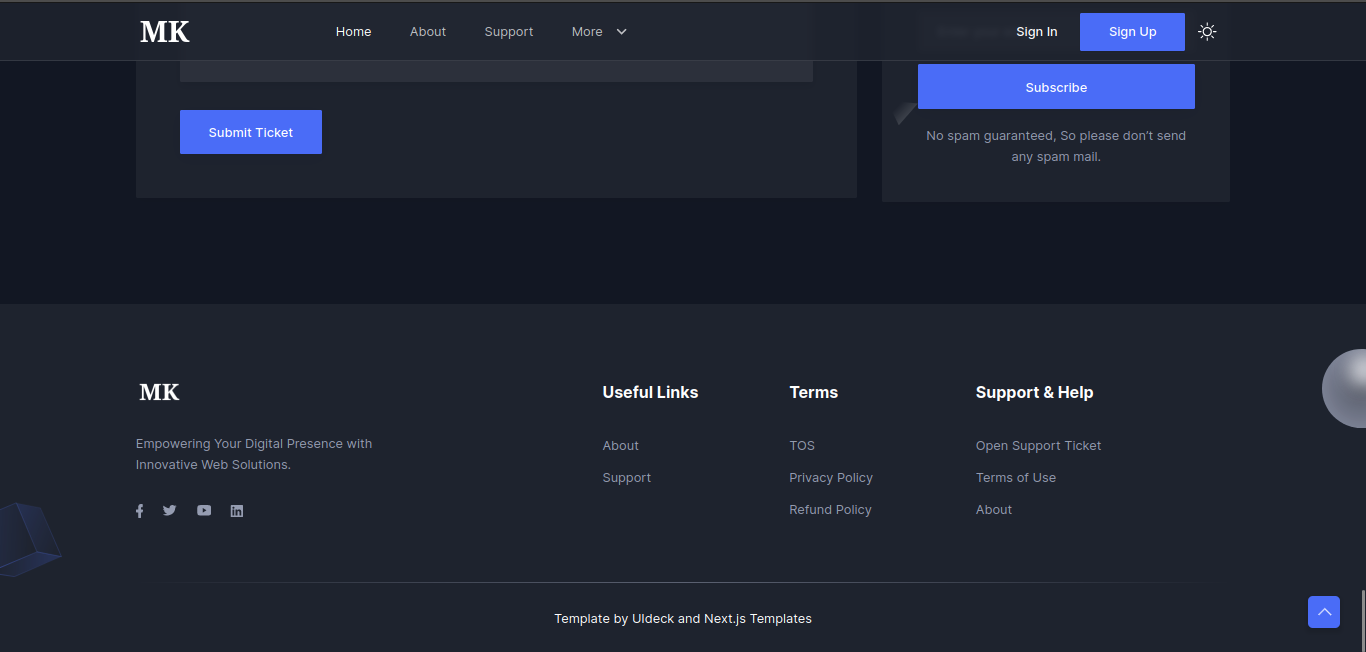 MK
Home
About
Support
More
Sign In
Sign Up
Subscribe
Submit Ticket
No spam guaranteed, So please don’t send
any spam mail.
MK
Empowering Your Digital Presence with
Innovative Web Solutions.
Useful Links
About
Support
Terms
TOS
Privacy Policy
Refund Policy
Support & Help
Open Support Ticket
Terms of Use
About
Template by UIdeck and Next.js Templates